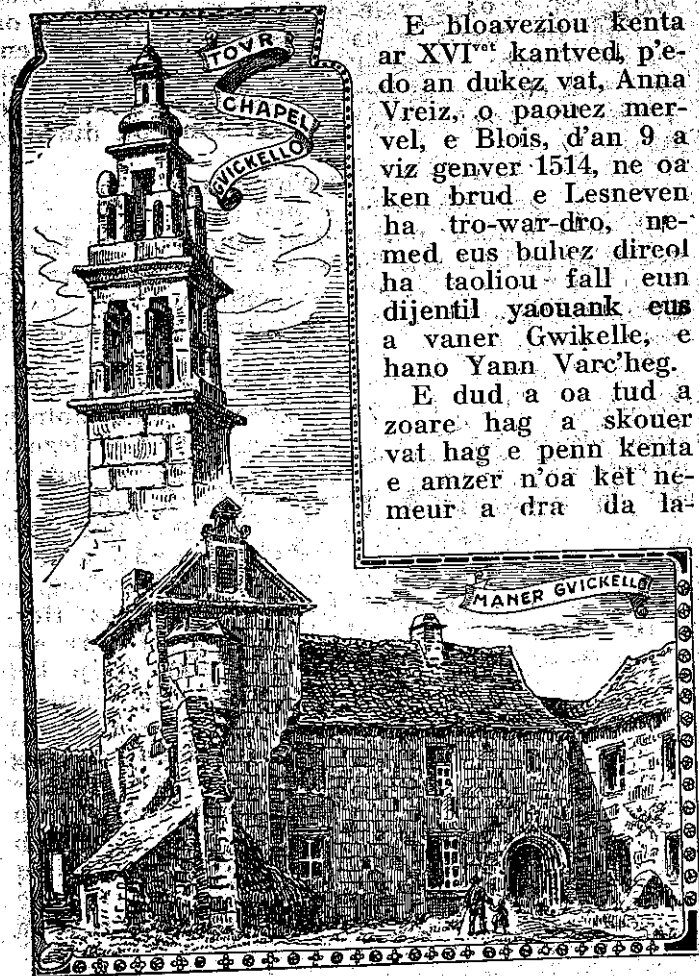 TOVR
CHAPEL
GVICKELLO
E bloaveziou kenta
ar XVIvet kantved, p'e-
do an dukez vat, Anna
Vreiz, o paouez mer-
vel, e Blois, d'an 9 a
viz genver 1514, ne oa
ken brud e Lesneven
ha tro-war-dro, ne-
med eus buhez direol
ha taoliou fall eun
dijentil yaouank eus
a vaner Gwikelle, e
hano Yann Varc'heg.
E dud a oa tud a
zoare hag a skouer
vat hag e penn kenta
e amzer n'oa ket ne-
meur a dra da la-
MANER GVICKELLO